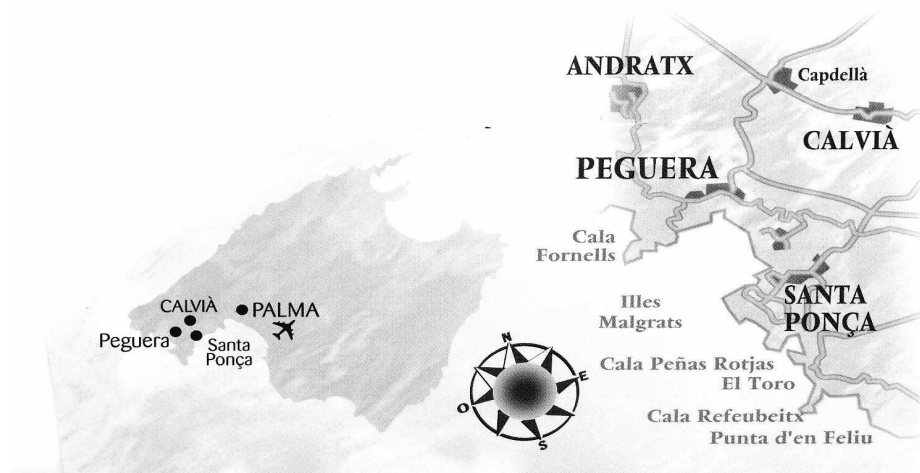 ANDRATX
Capdellà
CALVIÀ
PEGUERA
Cala
Fornells
SANTA
PONÇA
Illes
Malgrats
Cala Peñas Rotjas
El Toro
Cala Refeubeitx
Punta d'en Feliu
CALVIÀ
PALMA
Peguera
Santa
Ponça
N
E
S
O